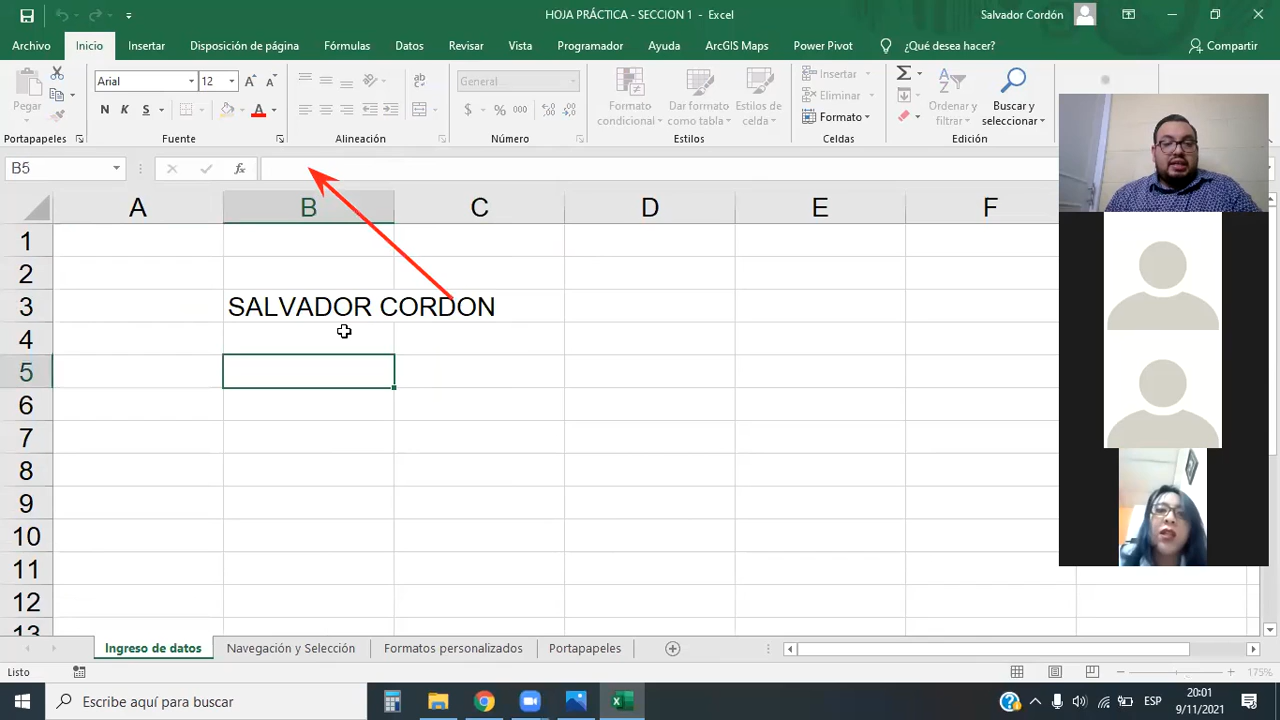 HOJA PRÁCTICA - SECCION 1 - Excel
Salvador Cordón
Archivo Inicio Insertar Disposición de página Fórmulas Datos Revisar Vista Programador Ayuda ArcGIS Maps Power Pivot ¿Qué desea hacer? Compartir
Pegar
Arial 12
N K S
General
$ % 000
Formato condicional
Dar formato como tabla
Estilos de celda
Insertar
Eliminar
Formato
Ordenar y filtrar
Buscar y seleccionar
Portapapeles Fuente Alineación Número Estilos Celdas Edición
B5 fx
A B C D E F
1
2
3 SALVADOR CORDON
4
5
6
7
8
9
10
11
12
13
Ingreso de datos Navegación y Selección Formatos personalizados Portapapeles
Listo 175%
Escribe aquí para buscar
ESP
20:01
9/11/2021